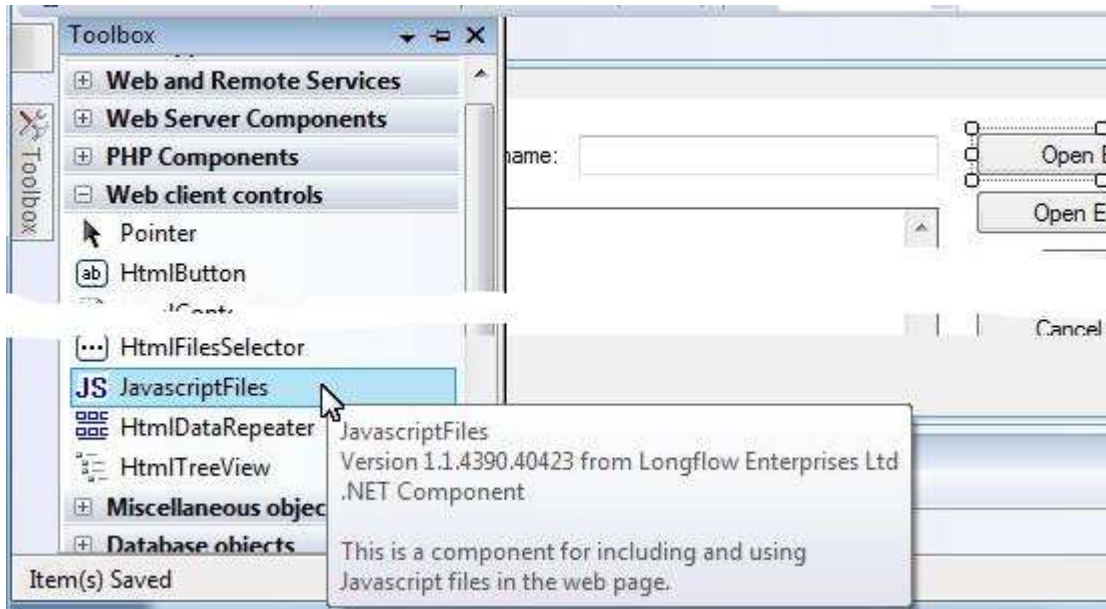 Toolbox
Web and Remote Services
Web Server Components
PHP Components
Web client controls
Pointer
ab HtmlButton
HtmlFilesSelector
JS JavascriptFiles
HtmlDataRepeater
HtmlTreeView
Miscellaneous objec
Database objects
Item(s) Saved
Toolbox
name:
Open E
Open E
Cancel
JavascriptFiles
Version 1.1.4390.40423 from Longflow Enterprises Ltd
.NET Component
This is a component for including and using
Javascript files in the web page.